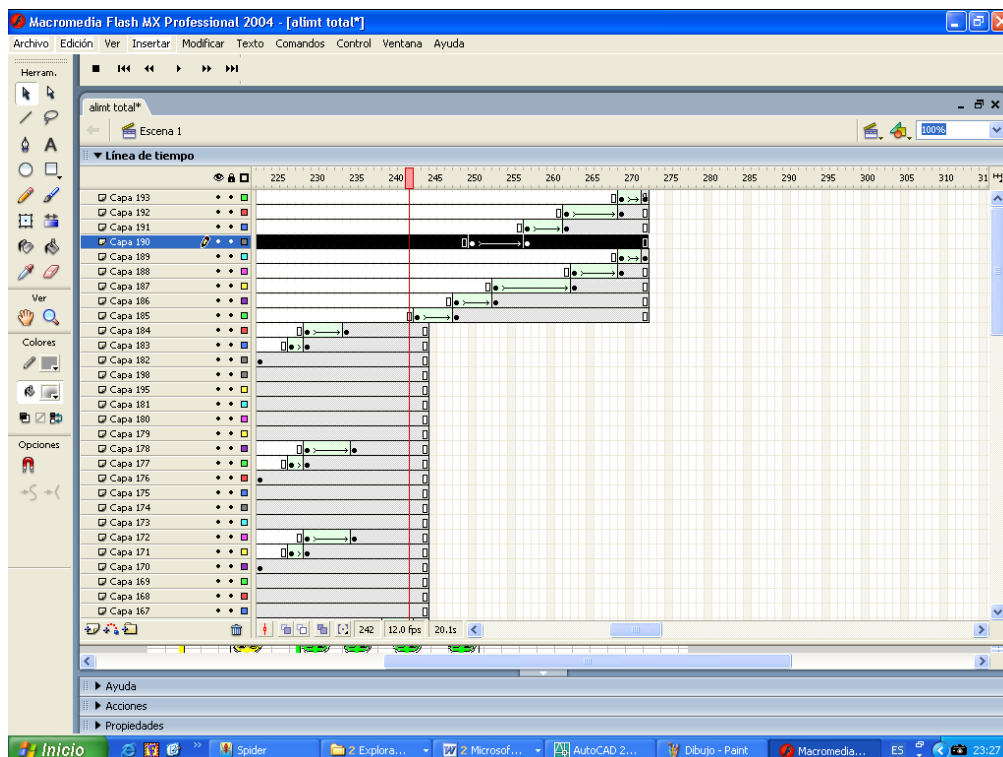 Macromedia Flash MX Professional 2004 - [alimt total*]
Archivo Edición Ver Insertar Modificar Texto Comandos Control Ventana Ayuda
Herram.
alimt total*
Escena 1
100%
Línea de tiempo
225 230 235 240 245 250 255 260 265 270 275 280 285 290 295 300 305 310 31
Capa 193
Capa 192
Capa 191
Capa 190
Capa 189
Capa 188
Capa 187
Capa 186
Capa 185
Capa 184
Capa 183
Capa 182
Capa 198
Capa 195
Capa 181
Capa 180
Capa 179
Capa 178
Capa 177
Capa 176
Capa 175
Capa 174
Capa 173
Capa 172
Capa 171
Capa 170
Capa 169
Capa 168
Capa 167
Ver
Colores
Opciones
242 12.0 fps 20.1s
Ayuda
Acciones
Propiedades
Inicio Spider 2 Explora... 2 Microsof... AutoCAD 2... Dibujo - Paint Macromedia... ES 23:27